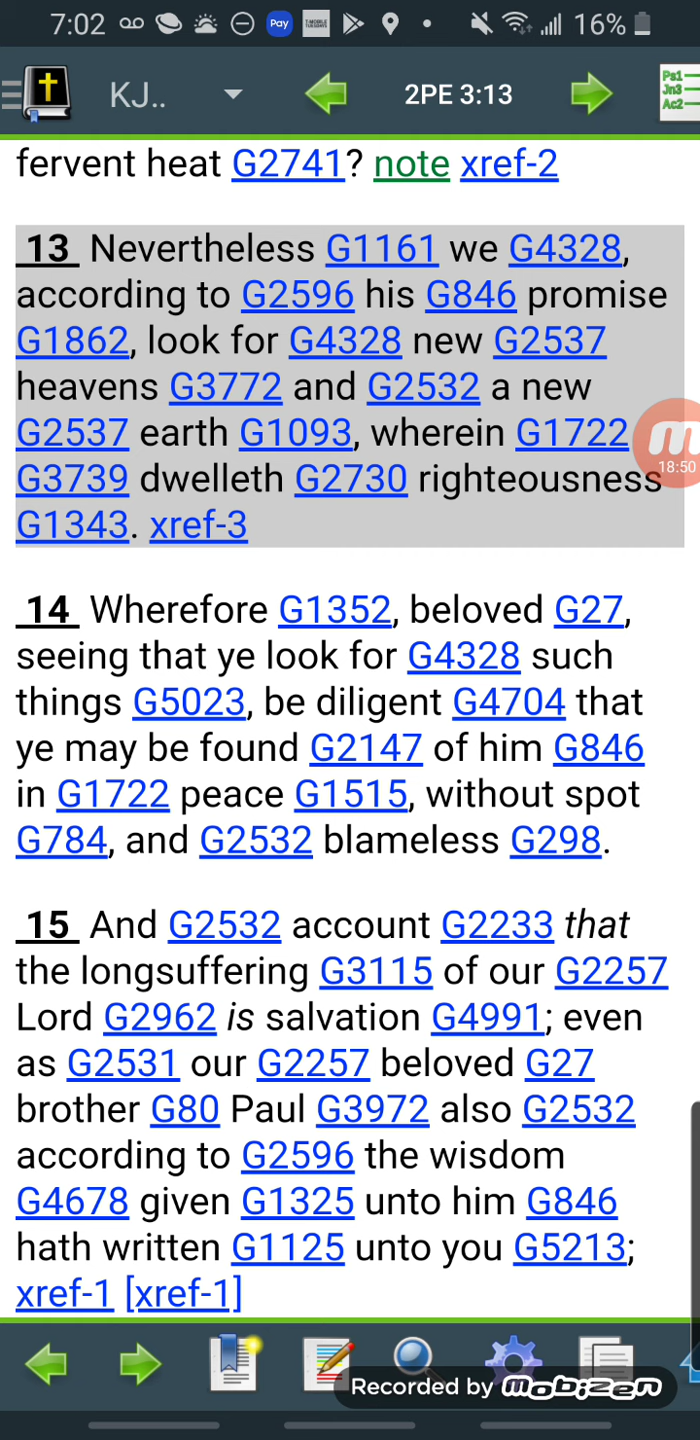 7:02 Pay T-MOBILE TUESDAYS 16%
KJ.. 2PE 3:13 Ps1 Jn3 Ac2
fervent heat G2741? note xref-2
13 Nevertheless G1161 we G4328,
according to G2596 his G846 promise
G1862, look for G4328 new G2537
heavens G3772 and G2532 a new
G2537 earth G1093, wherein G1722
18:50
G3739 dwelleth G2730 righteousness
G1343. xref-3
14 Wherefore G1352, beloved G27,
seeing that ye look for G4328 such
things G5023, be diligent G4704 that
ye may be found G2147 of him G846
in G1722 peace G1515, without spot
G784, and G2532 blameless G298.
15 And G2532 account G2233 that
the longsuffering G3115 of our G2257
Lord G2962 is salvation G4991; even
as G2531 our G2257 beloved G27
brother G80 Paul G3972 also G2532
according to G2596 the wisdom
G4678 given G1325 unto him G846
hath written G1125 unto you G5213;
xref-1 [xref-1]
Recorded by mobizen